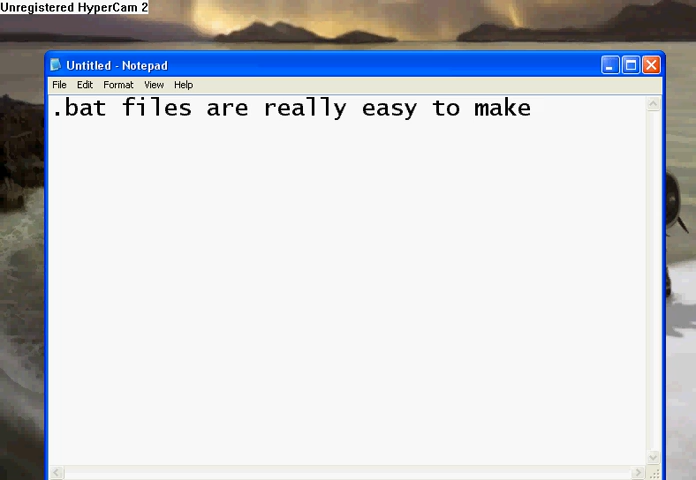 Unregistered HyperCam 2
Untitled - Notepad
File Edit Format View Help
.bat files are really easy to make